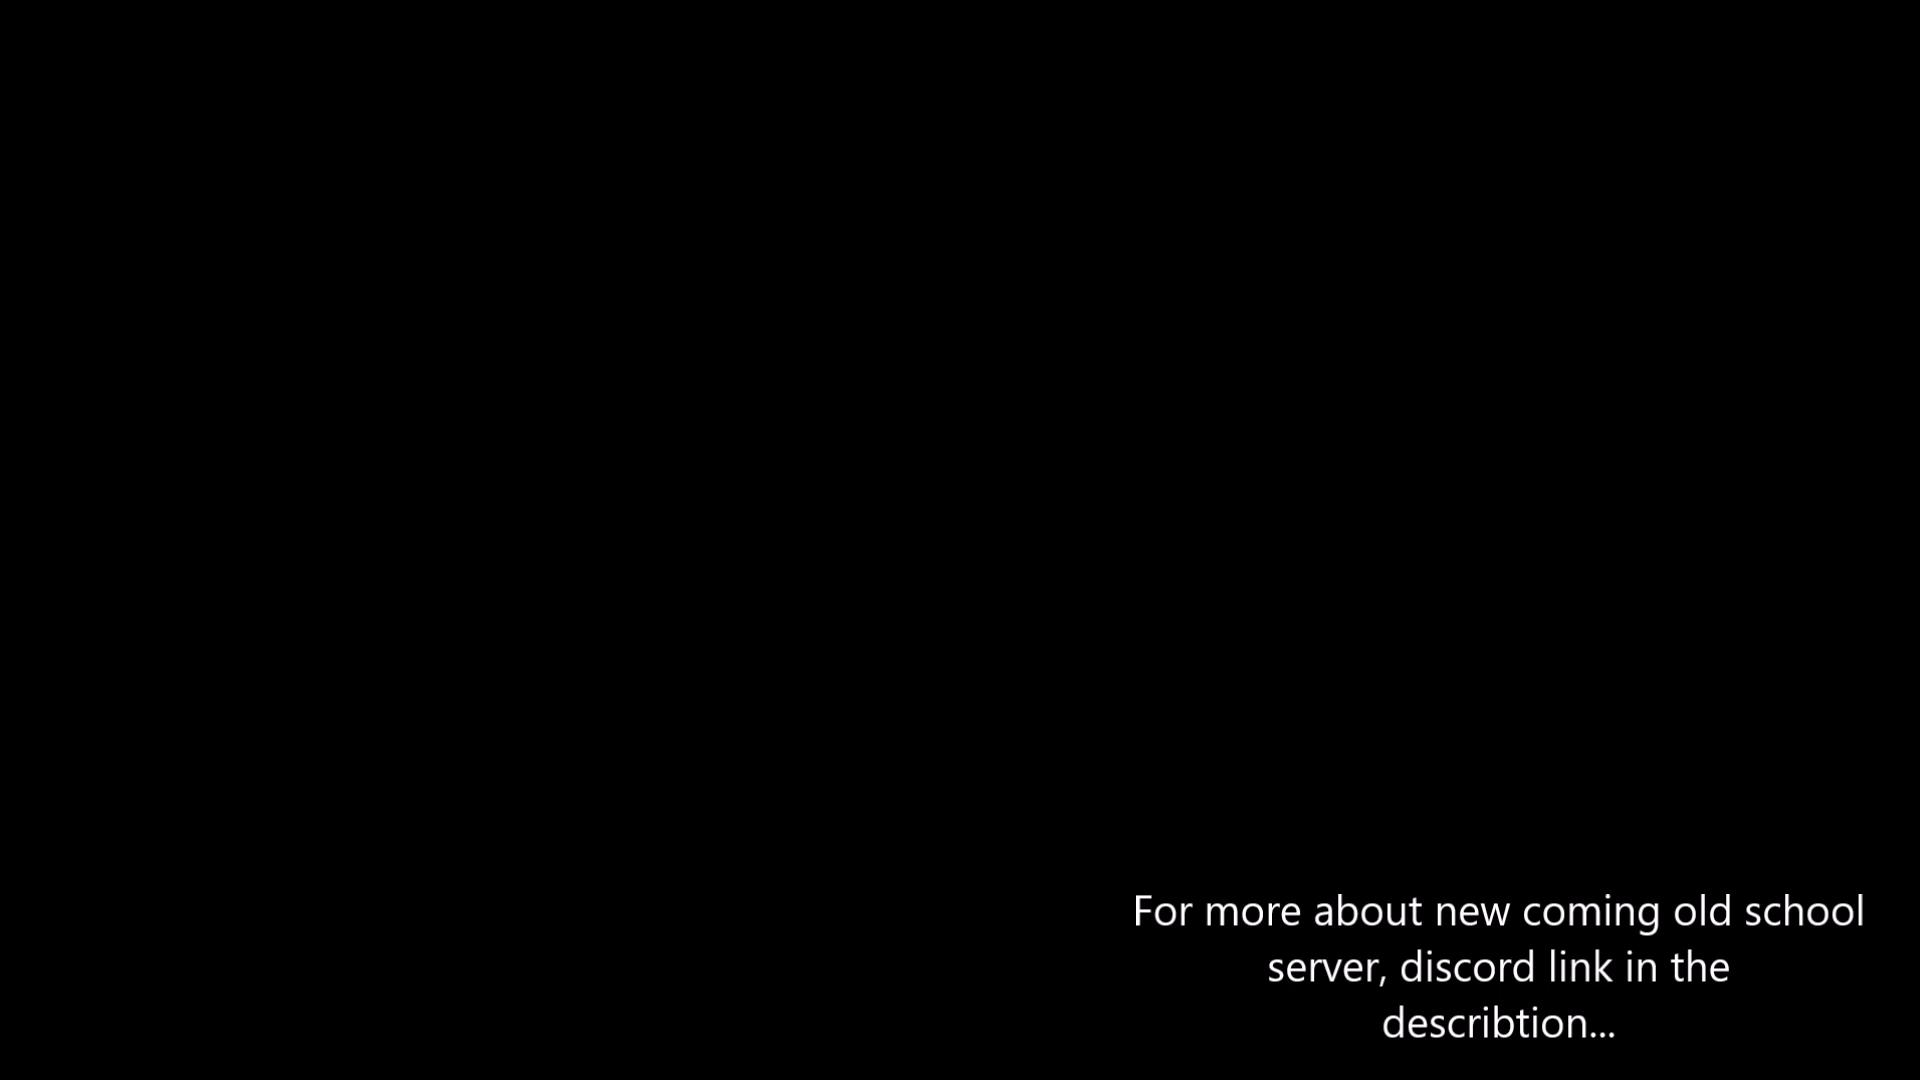 For more about new coming old school
server, discord link in the
describtion...